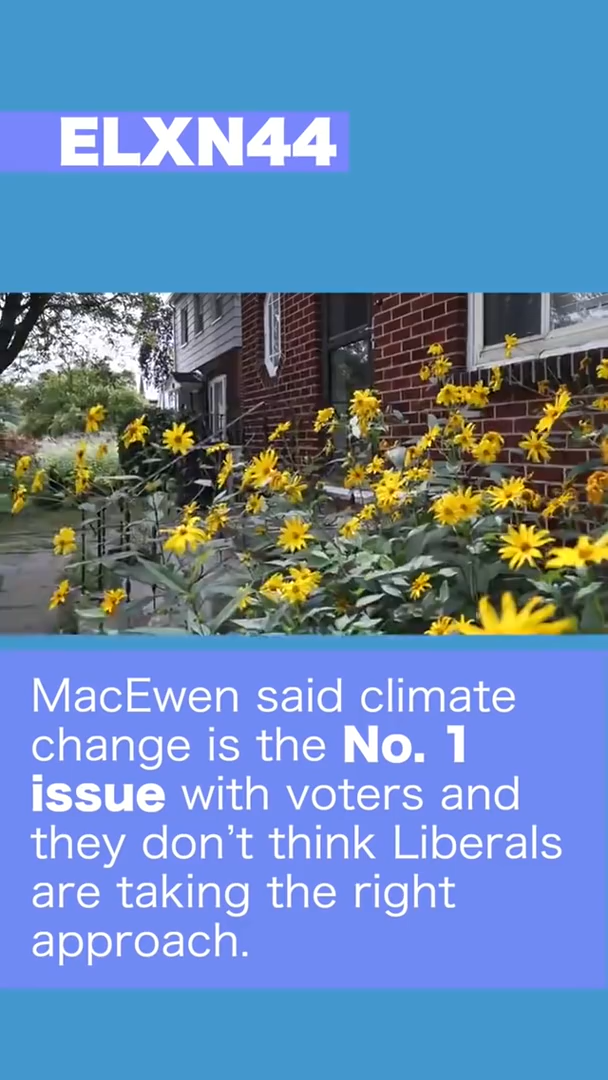 ELXN44
MacEwen said climate
change is the No. 1
issue with voters and
they don’t think Liberals
are taking the right
approach.